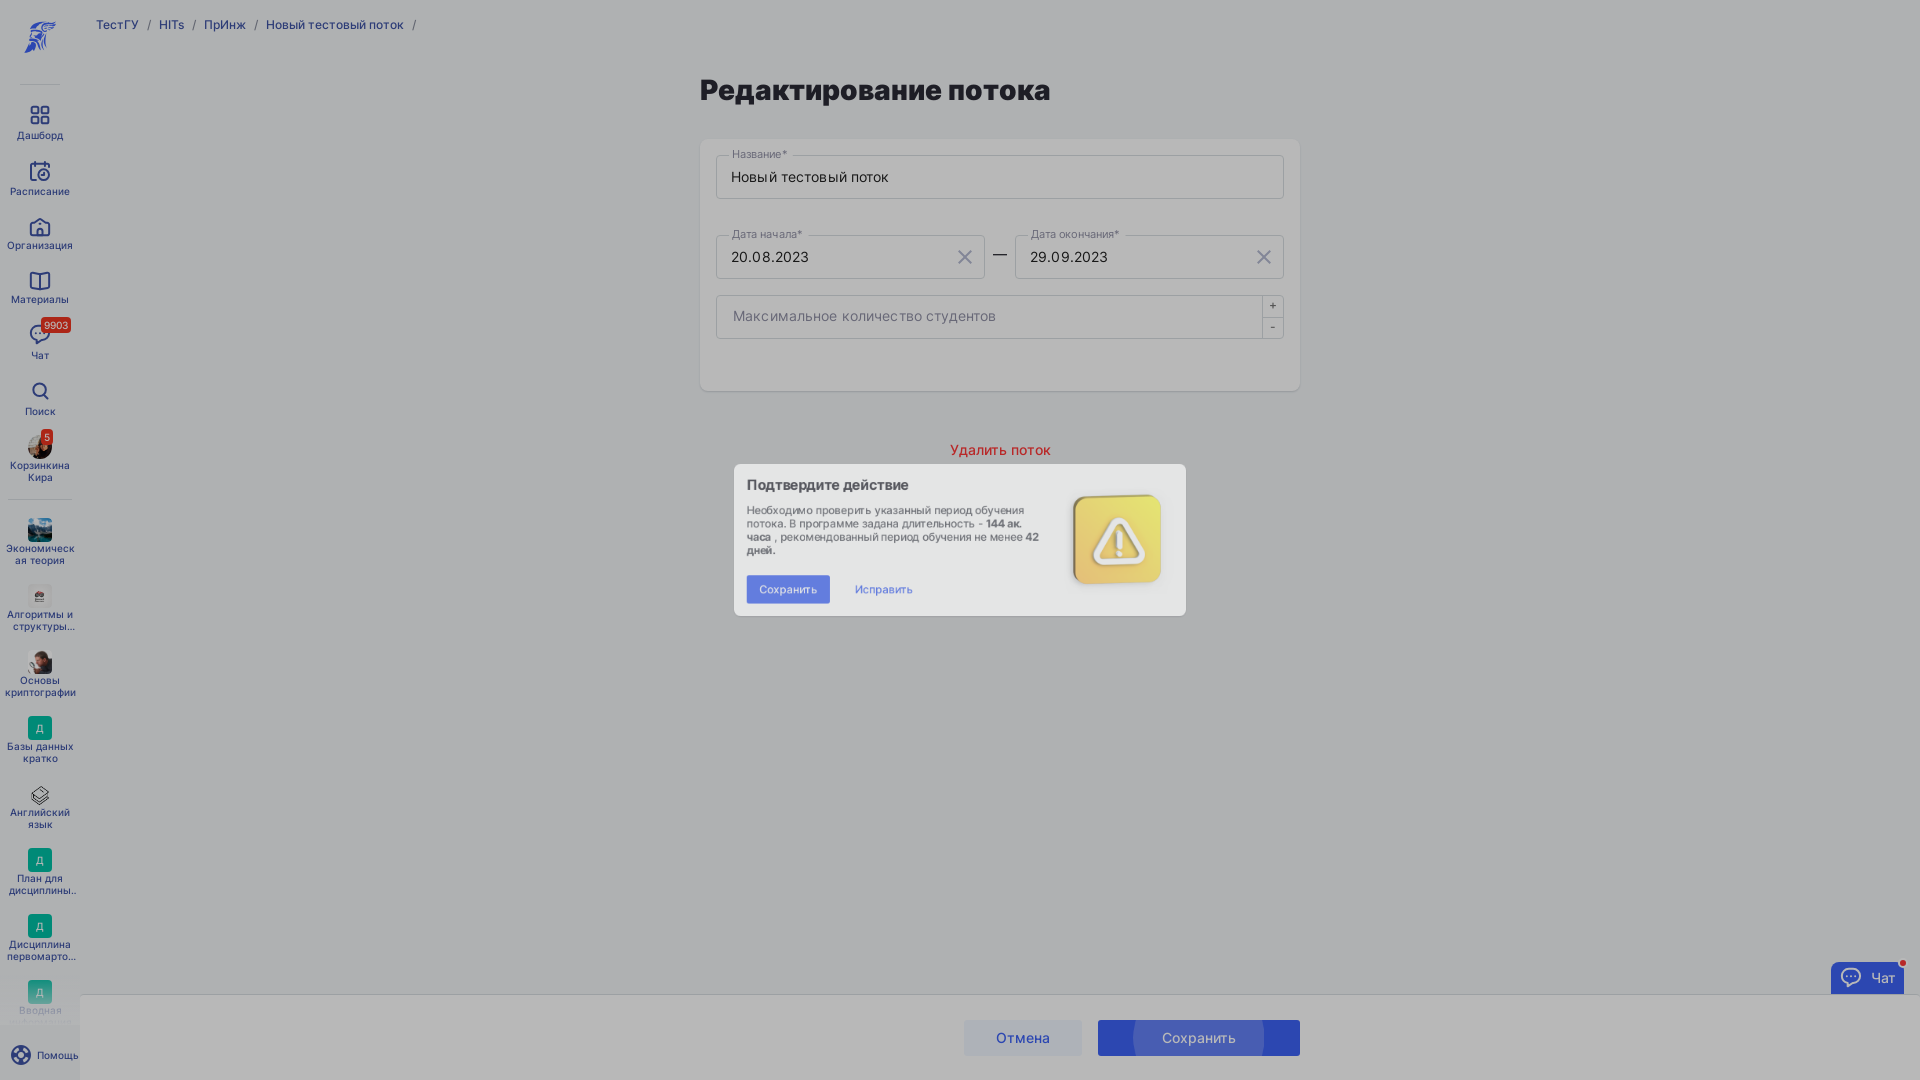 ТестГУ / HITs / ПрИнж / Новый тестовый поток /
Дашборд
Расписание
Организация
Материалы
9903
Чат
Поиск
5
Корзинкина
Кира
Экономическ
ая теория
Алгоритмы и
структуры...
Основы
криптографии
Д
Базы данных
кратко
Английский
язык
Д
План для
дисциплины..
Д
Дисциплина
первомарто...
Д
Вводная
Помощь
Редактирование потока
Название*
Новый тестовый поток
Дата начала*
20.08.2023
—
Дата окончания*
29.09.2023
Максимальное количество студентов
+
-
Удалить поток
Подтвердите действие
Необходимо проверить указанный период обучения
потока. В программе задана длительность - 144 ак.
часа , рекомендованный период обучения не менее 42
дней.
Сохранить
Исправить
Чат
Отмена
Сохранить